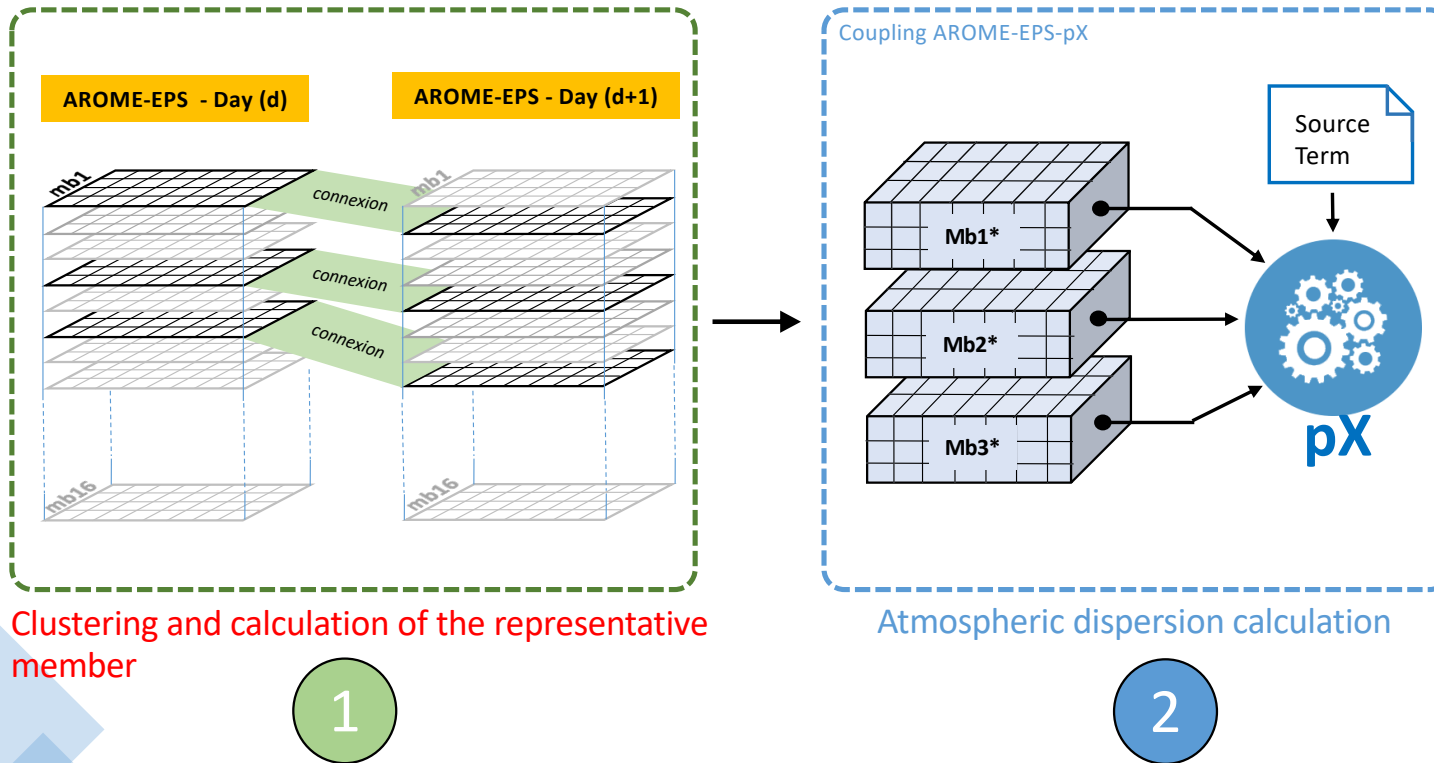 AROME-EPS - Day (d)
AROME-EPS - Day (d+1)
mb1
connexion
mb1
connexion
connexion
mb16
mb16
Clustering and calculation of the representative
member
1
Coupling AROME-EPS-pX
Source
Term
Mb1*
Mb2*
Mb3*
pX
Atmospheric dispersion calculation
2